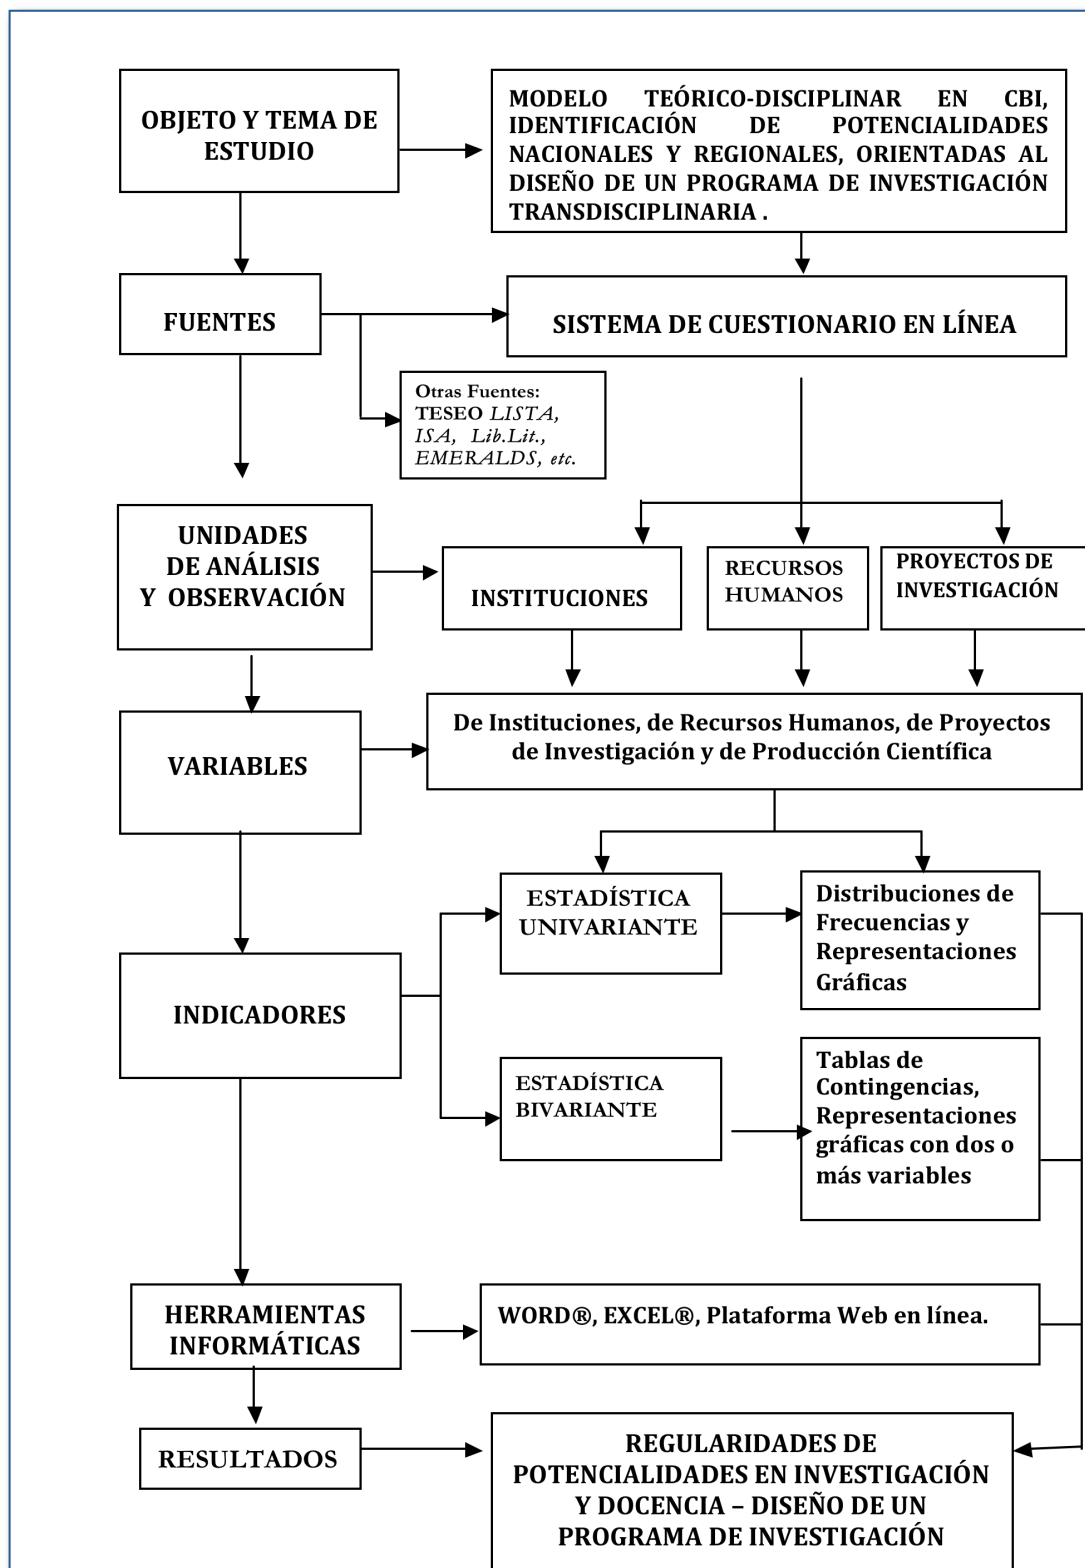 OBJETO Y TEMA DE
ESTUDIO
MODELO TEÓRICO-DISCIPLINAR EN CBI,
IDENTIFICACIÓN DE POTENCIALIDADES
NACIONALES Y REGIONALES, ORIENTADAS AL
DISEÑO DE UN PROGRAMA DE INVESTIGACIÓN
TRANSDISCIPLINARIA .
FUENTES
SISTEMA DE CUESTIONARIO EN LÍNEA
Otras Fuentes:
TESEO LISTA,
ISA, Lib.Lit.,
EMERALDS, etc.
UNIDADES
DE ANÁLISIS
Y OBSERVACIÓN
INSTITUCIONES
RECURSOS
HUMANOS
PROYECTOS DE
INVESTIGACIÓN
VARIABLES
De Instituciones, de Recursos Humanos, de Proyectos
de Investigación y de Producción Científica
INDICADORES
ESTADÍSTICA
UNIVARIANTE
Distribuciones de
Frecuencias y
Representaciones
Gráficas
ESTADÍSTICA
BIVARIANTE
Tablas de
Contingencias,
Representaciones
gráficas con dos o
más variables
HERRAMIENTAS
INFORMÁTICAS
WORD®, EXCEL®, Plataforma Web en línea.
RESULTADOS
REGULARIDADES DE
POTENCIALIDADES EN INVESTIGACIÓN
Y DOCENCIA – DISEÑO DE UN
PROGRAMA DE INVESTIGACIÓN